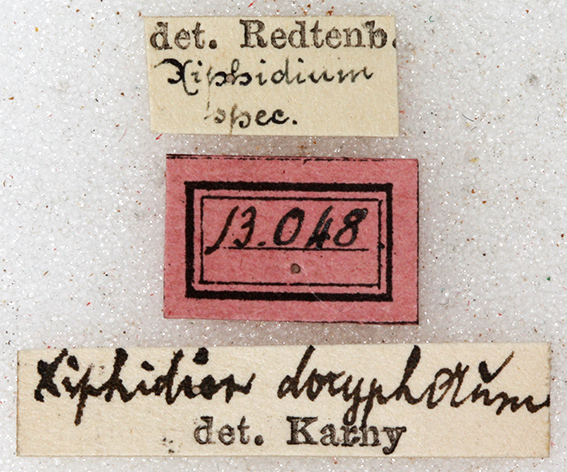 det. Redtenb.
Xiphidium
spec.
13.048
Xiphidion doryphorum
det. Karny